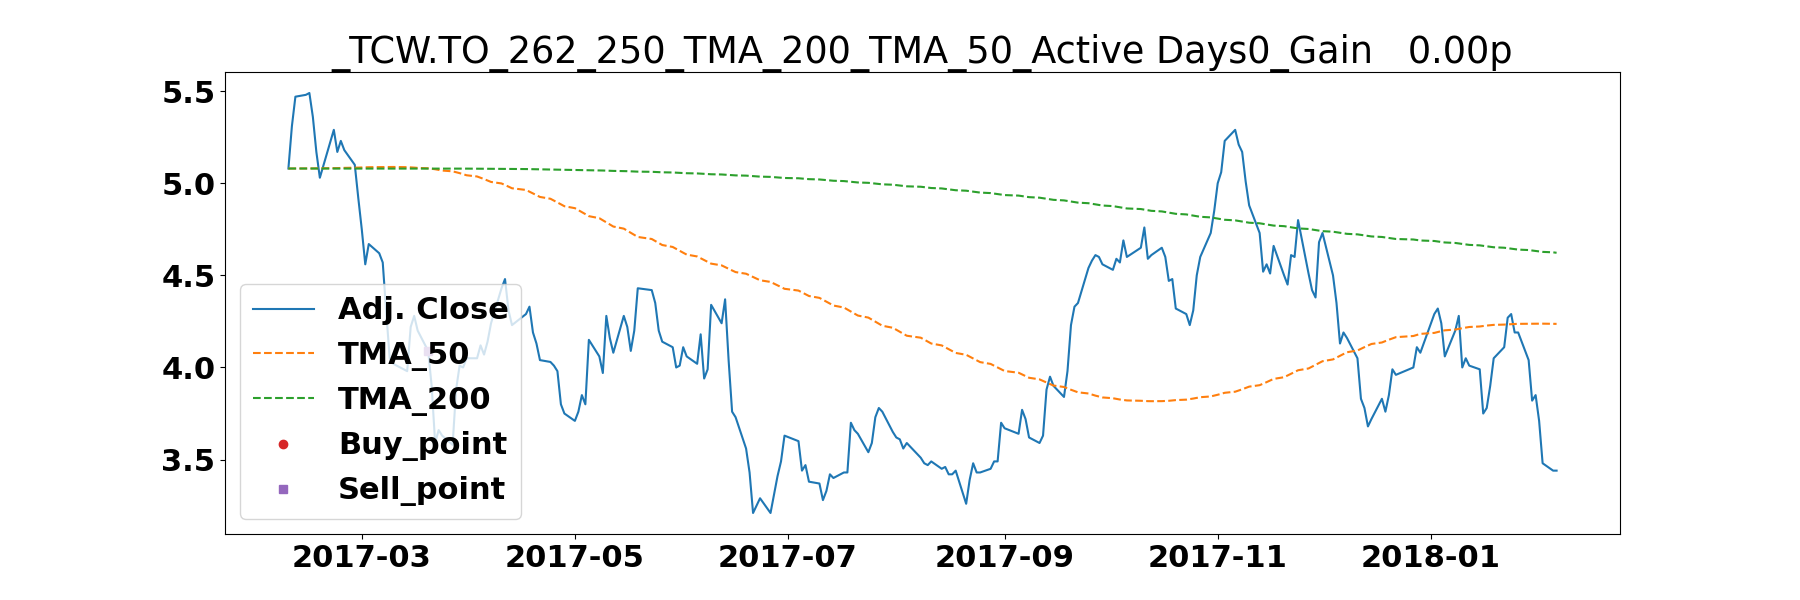 _TCW.TO_262_250_TMA_200_TMA_50_Active Days0_Gain   0.00p
5.5
5.0
4.5
4.0
3.5
Adj. Close
TMA_50
TMA_200
Buy_point
Sell_point
2017-03 2017-05 2017-07 2017-09 2017-11 2018-01